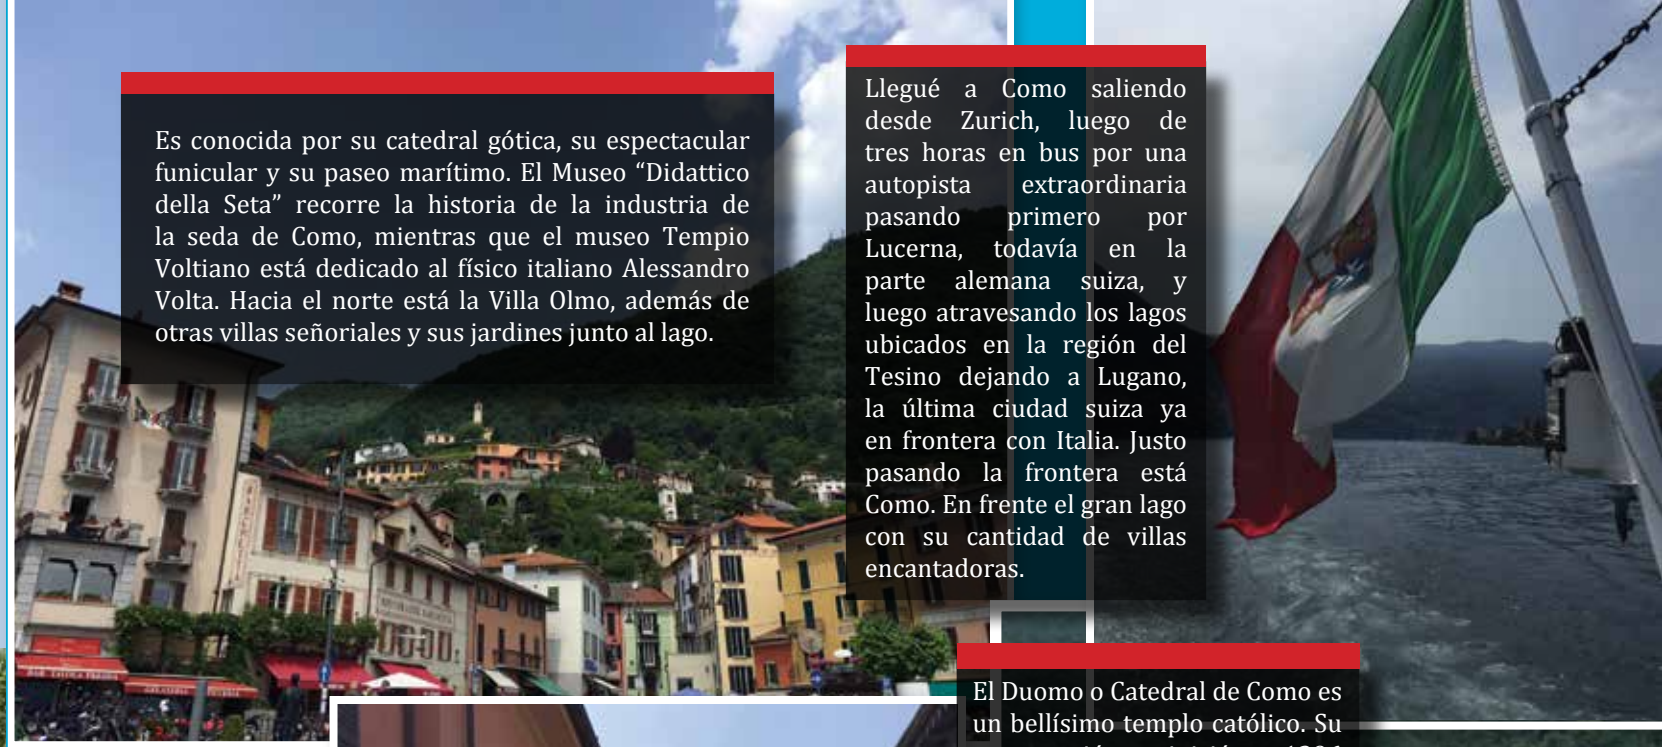 Es conocida por su catedral gótica, su espectacular
funicular y su paseo marítimo. El Museo “Didattico
della Seta” recorre la historia de la industria de
la seda de Como, mientras que el museo Tempio
Voltiano está dedicado al físico italiano Alessandro
Volta. Hacia el norte está la Villa Olmo, además de
otras villas señoriales y sus jardines junto al lago.
Llegué a Como saliendo
desde Zurich, luego de
tres horas en bus por una
autopista extraordinaria
pasando primero por
Lucerna, todavía en la
parte alemana suiza, y
luego atravesando los lagos
ubicados en la región del
Tesino dejando a Lugano,
la última ciudad suiza ya
en frontera con Italia. Justo
pasando la frontera está
Como. En frente el gran lago
con su cantidad de villas
encantadoras.
El Duomo o Catedral de Como es
un bellísimo templo católico. Su